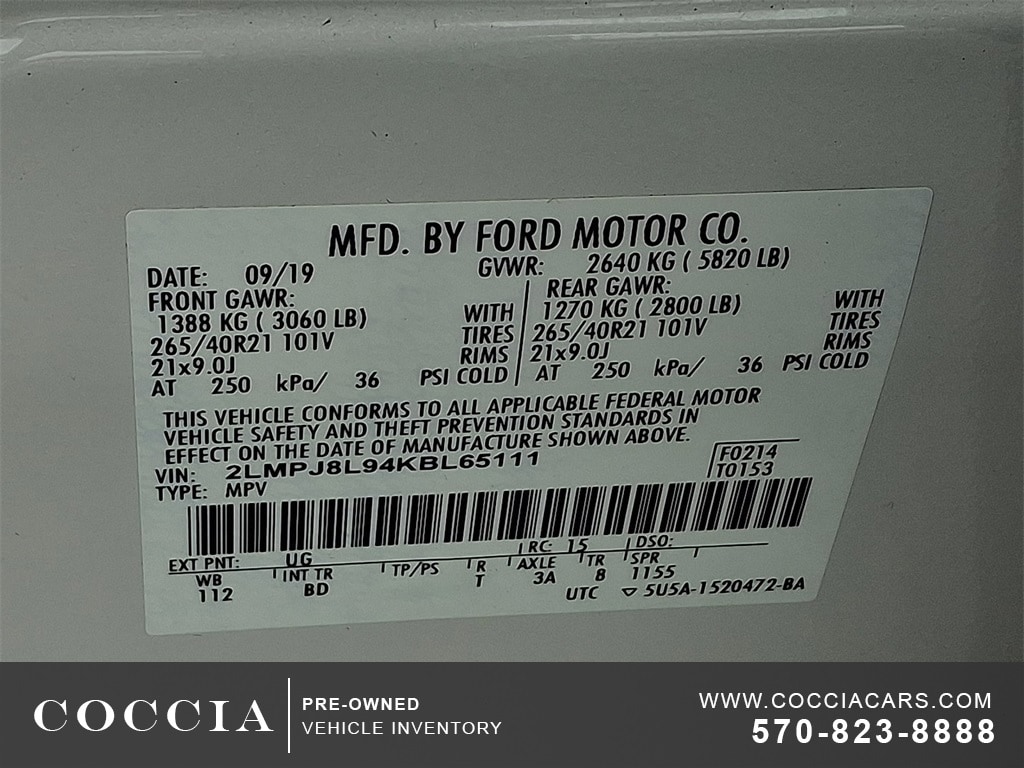 MFD. BY FORD MOTOR CO.
DATE: 09/19 GVWR: 2640 KG ( 5820 LB)
FRONT GAWR: REAR GAWR:
1388 KG ( 3060 LB) WITH 1270 KG ( 2800 LB) WITH
265/40R21 101V TIRES 265/40R21 101V TIRES
21x9.0J RIMS 21x9.0J RIMS
AT 250 kPa/ 36 PSI COLD AT 250 kPa/ 36 PSI COLD
THIS VEHICLE CONFORMS TO ALL APPLICABLE FEDERAL MOTOR
VEHICLE SAFETY AND THEFT PREVENTION STANDARDS IN
EFFECT ON THE DATE OF MANUFACTURE SHOWN ABOVE.
VIN: 2LMPJ8L94KBL65111 F0214
TYPE: MPV T0153
EXT PNT: UG RC: 15 DSO:
WB INT TR TP/PS R AXLE TR SPR
112 BD T 3A 8 1155
UTC ▽ 5U5A-1520472-BA
COCCIA
PRE-OWNED
VEHICLE INVENTORY
WWW.COCCIACARS.COM
570-823-8888